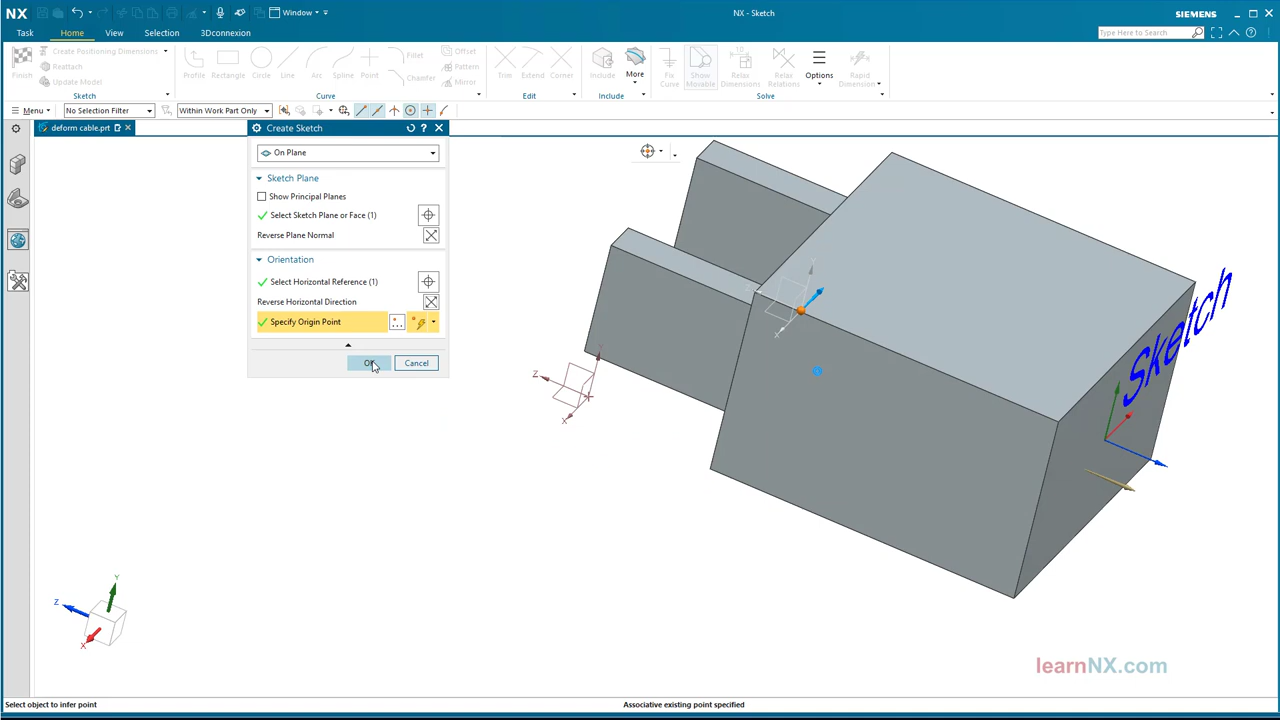 NX
Window
NX - Sketch
SIEMENS
Task
Home
View
Selection
3Dconnexion
Type Here to Search
Finish
Create Positioning Dimensions
Reattach
Update Model
Profile
Rectangle
Circle
Line
Arc
Spline
Point
Fillet
Chamfer
Offset
Pattern
Mirror
Trim
Extend
Corner
Include
More
Fix
Curve
Show
Movable
Relax
Dimensions
Relax
Relations
Options
Rapid
Dimension
Sketch
Curve
Edit
Include
Solve
Menu
No Selection Filter
Within Work Part Only
deform cable.prt
Create Sketch
On Plane
Sketch Plane
Show Principal Planes
Select Sketch Plane or Face (1)
Reverse Plane Normal
Orientation
Select Horizontal Reference (1)
Reverse Horizontal Direction
Specify Origin Point
OK
Cancel
Sketch
Y
Z
X
Y
Z
X
Y
Z
X
learnNX.com
Select object to infer point
Associative existing point specified